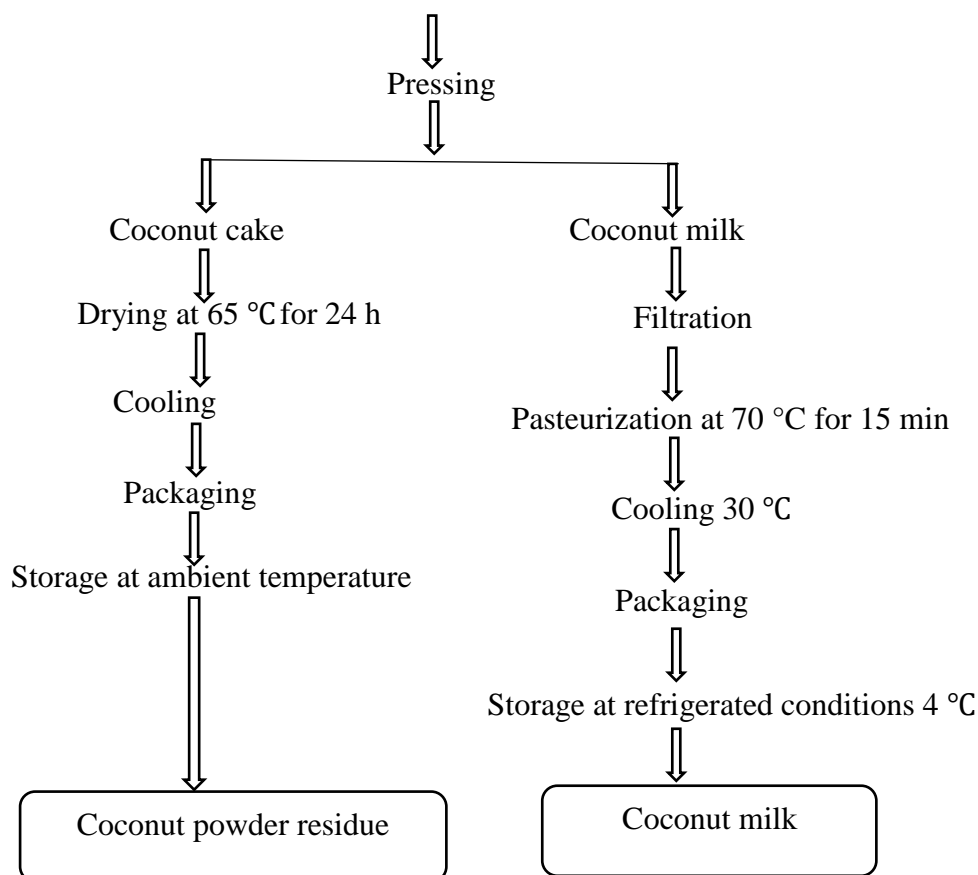 Pressing
Coconut cake
Drying at 65 ℃ for 24 h
Cooling
Packaging
Storage at ambient temperature
Coconut powder residue
Coconut milk
Filtration
Pasteurization at 70 °C for 15 min
Cooling 30 ℃
Packaging
Storage at refrigerated conditions 4 ℃
Coconut milk